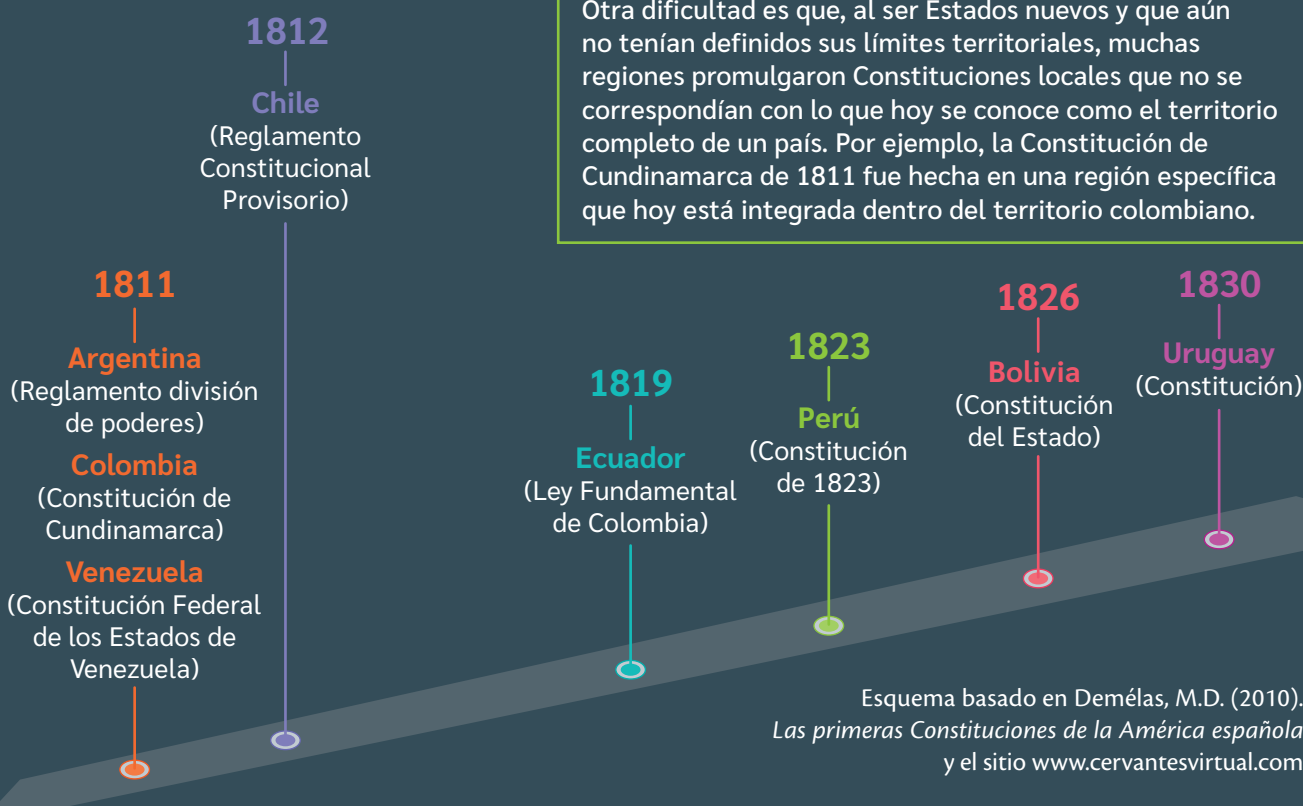 1812
Chile
(Reglamento
Constitucional
Provisorio)
Otra dificultad es que, al ser Estados nuevos y que aún
no tenían definidos sus límites territoriales, muchas
regiones promulgaron Constituciones locales que no se
correspondían con lo que hoy se conoce como el territorio
completo de un país. Por ejemplo, la Constitución de
Cundinamarca de 1811 fue hecha en una región específica
que hoy está integrada dentro del territorio colombiano.
1811
Argentina
(Reglamento división
de poderes)
Colombia
(Constitución de
Cundinamarca)
Venezuela
(Constitución Federal
de los Estados de
Venezuela)
1819
Ecuador
(Ley Fundamental
de Colombia)
1823
Perú
(Constitución
de 1823)
1826
Bolivia
(Constitución
del Estado)
1830
Uruguay
(Constitución)
Esquema basado en Demélas, M.D. (2010).
Las primeras Constituciones de la América española
y el sitio www.cervantesvirtual.com